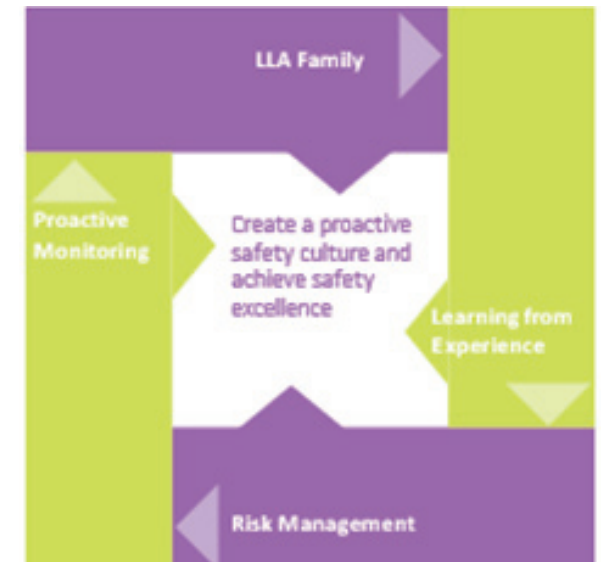 LLA Family
Proactive
Monitoring
Create a proactive
safety culture and
achieve safety
excellence
Learning from
Experience
Risk Management